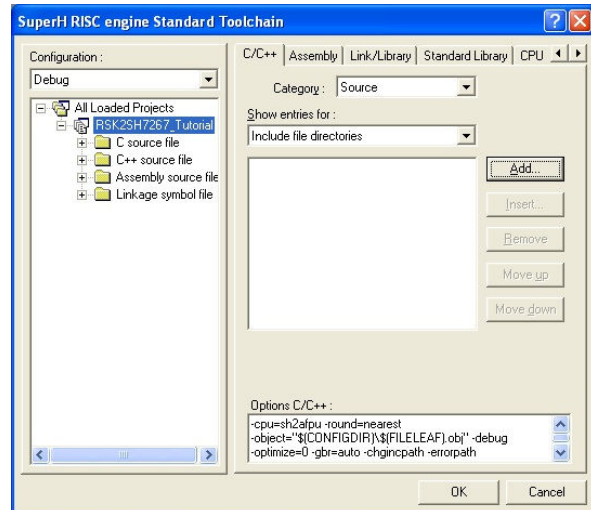 SuperH RISC engine Standard Toolchain
Configuration :
Debug
All Loaded Projects
RSK2SH7267_Tutorial
C source file
C++ source file
Assembly source file
Linkage symbol file
C/C++ Assembly Link/Library Standard Library CPU
Category : Source
Show entries for :
Include file directories
Add...
Insert...
Remove
Move up
Move down
Options C/C++ :
-cpu=sh2afpu -round=nearest
-object="$(CONFIGDIR)\$(FILELEAF).obj" -debug
-optimize=0 -gbr=auto -chgincpath -errorpath
OK Cancel